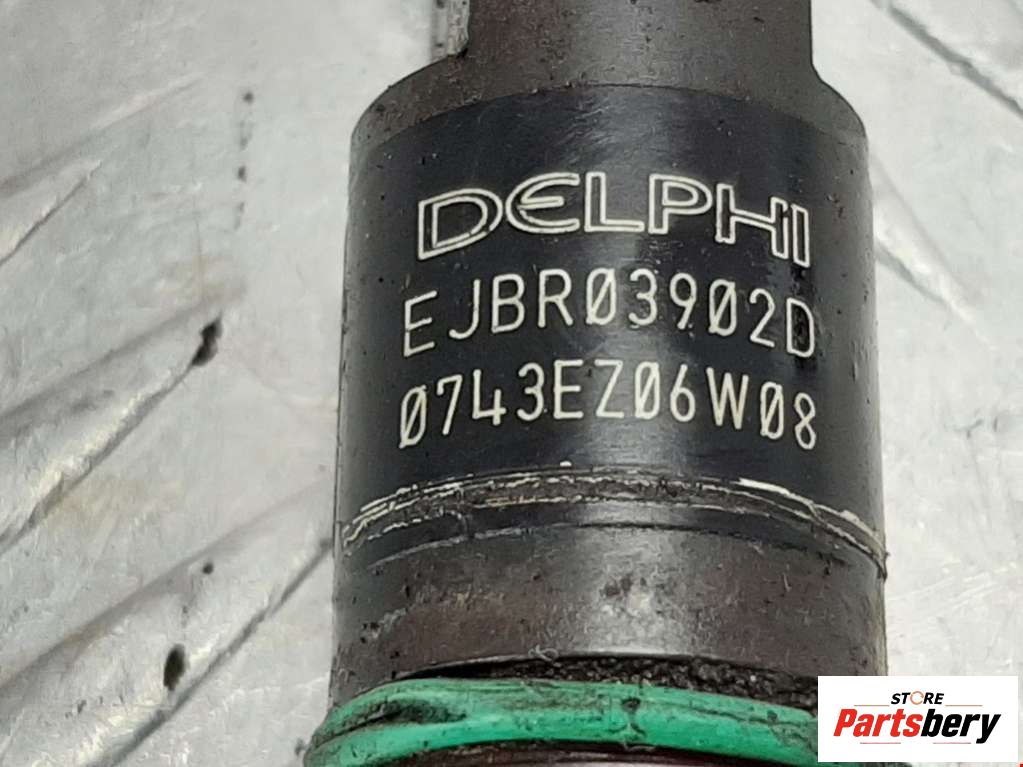 DELPHI
EJBR03902D
0743EZ06W08
STORE
Partsbery